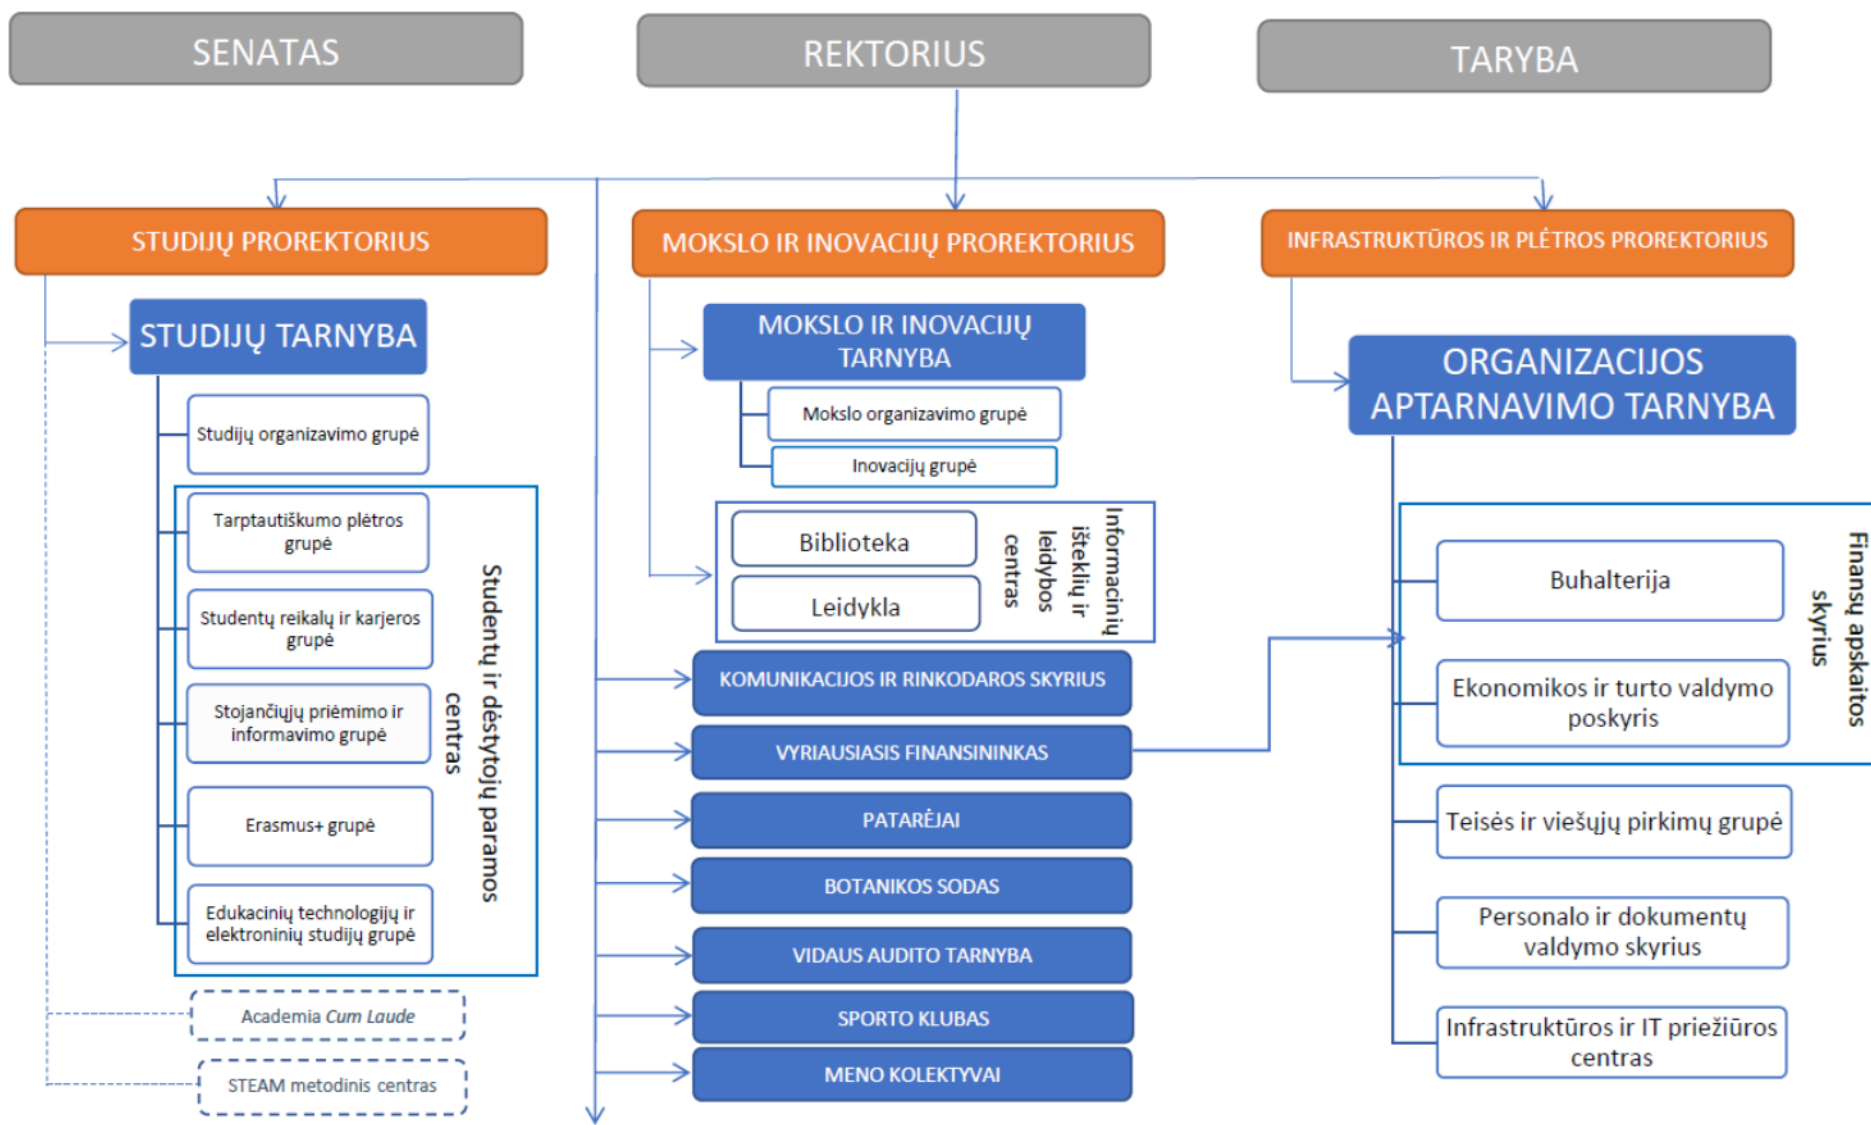 SENATAS
REKTORIUS
TARYBA
STUDIJŲ PROREKTORIUS
MOKSLO IR INOVACIJŲ PROREKTORIUS
INFRASTRUKTŪROS IR PLĖTROS PROREKTORIUS
STUDIJŲ TARNYBA
Studijų organizavimo grupė
Tarptautiškumo plėtros
grupė
Studentų reikalų ir karjeros
grupė
Stojančiųjų priėmimo ir
informavimo grupė
Erasmus+ grupė
Edukacinių technologijų ir
elektroninių studijų grupė
Studentų ir dėstytojų paramos
centras
Academia Cum Laude
STEAM metodinis centras
MOKSLO IR INOVACIJŲ
TARNYBA
Mokslo organizavimo grupė
Inovacijų grupė
Biblioteka
Leidykla
Informacinių
išteklių ir
leidybos
centras
KOMUNIKACIJOS IR RINKODAROS SKYRIUS
VYRIAUSIASIS FINANSININKAS
PATARĖJAI
BOTANIKOS SODAS
VIDAUS AUDITO TARNYBA
SPORTO KLUBAS
MENO KOLEKTYVAI
ORGANIZACIJOS
APTARNAVIMO TARNYBA
Buhalterija
Ekonomikos ir turto valdymo
poskyris
Finansų apskaitos
skyrius
Teisės ir viešųjų pirkimų grupė
Personalo ir dokumentų
valdymo skyrius
Infrastruktūros ir IT priežiūros
centras